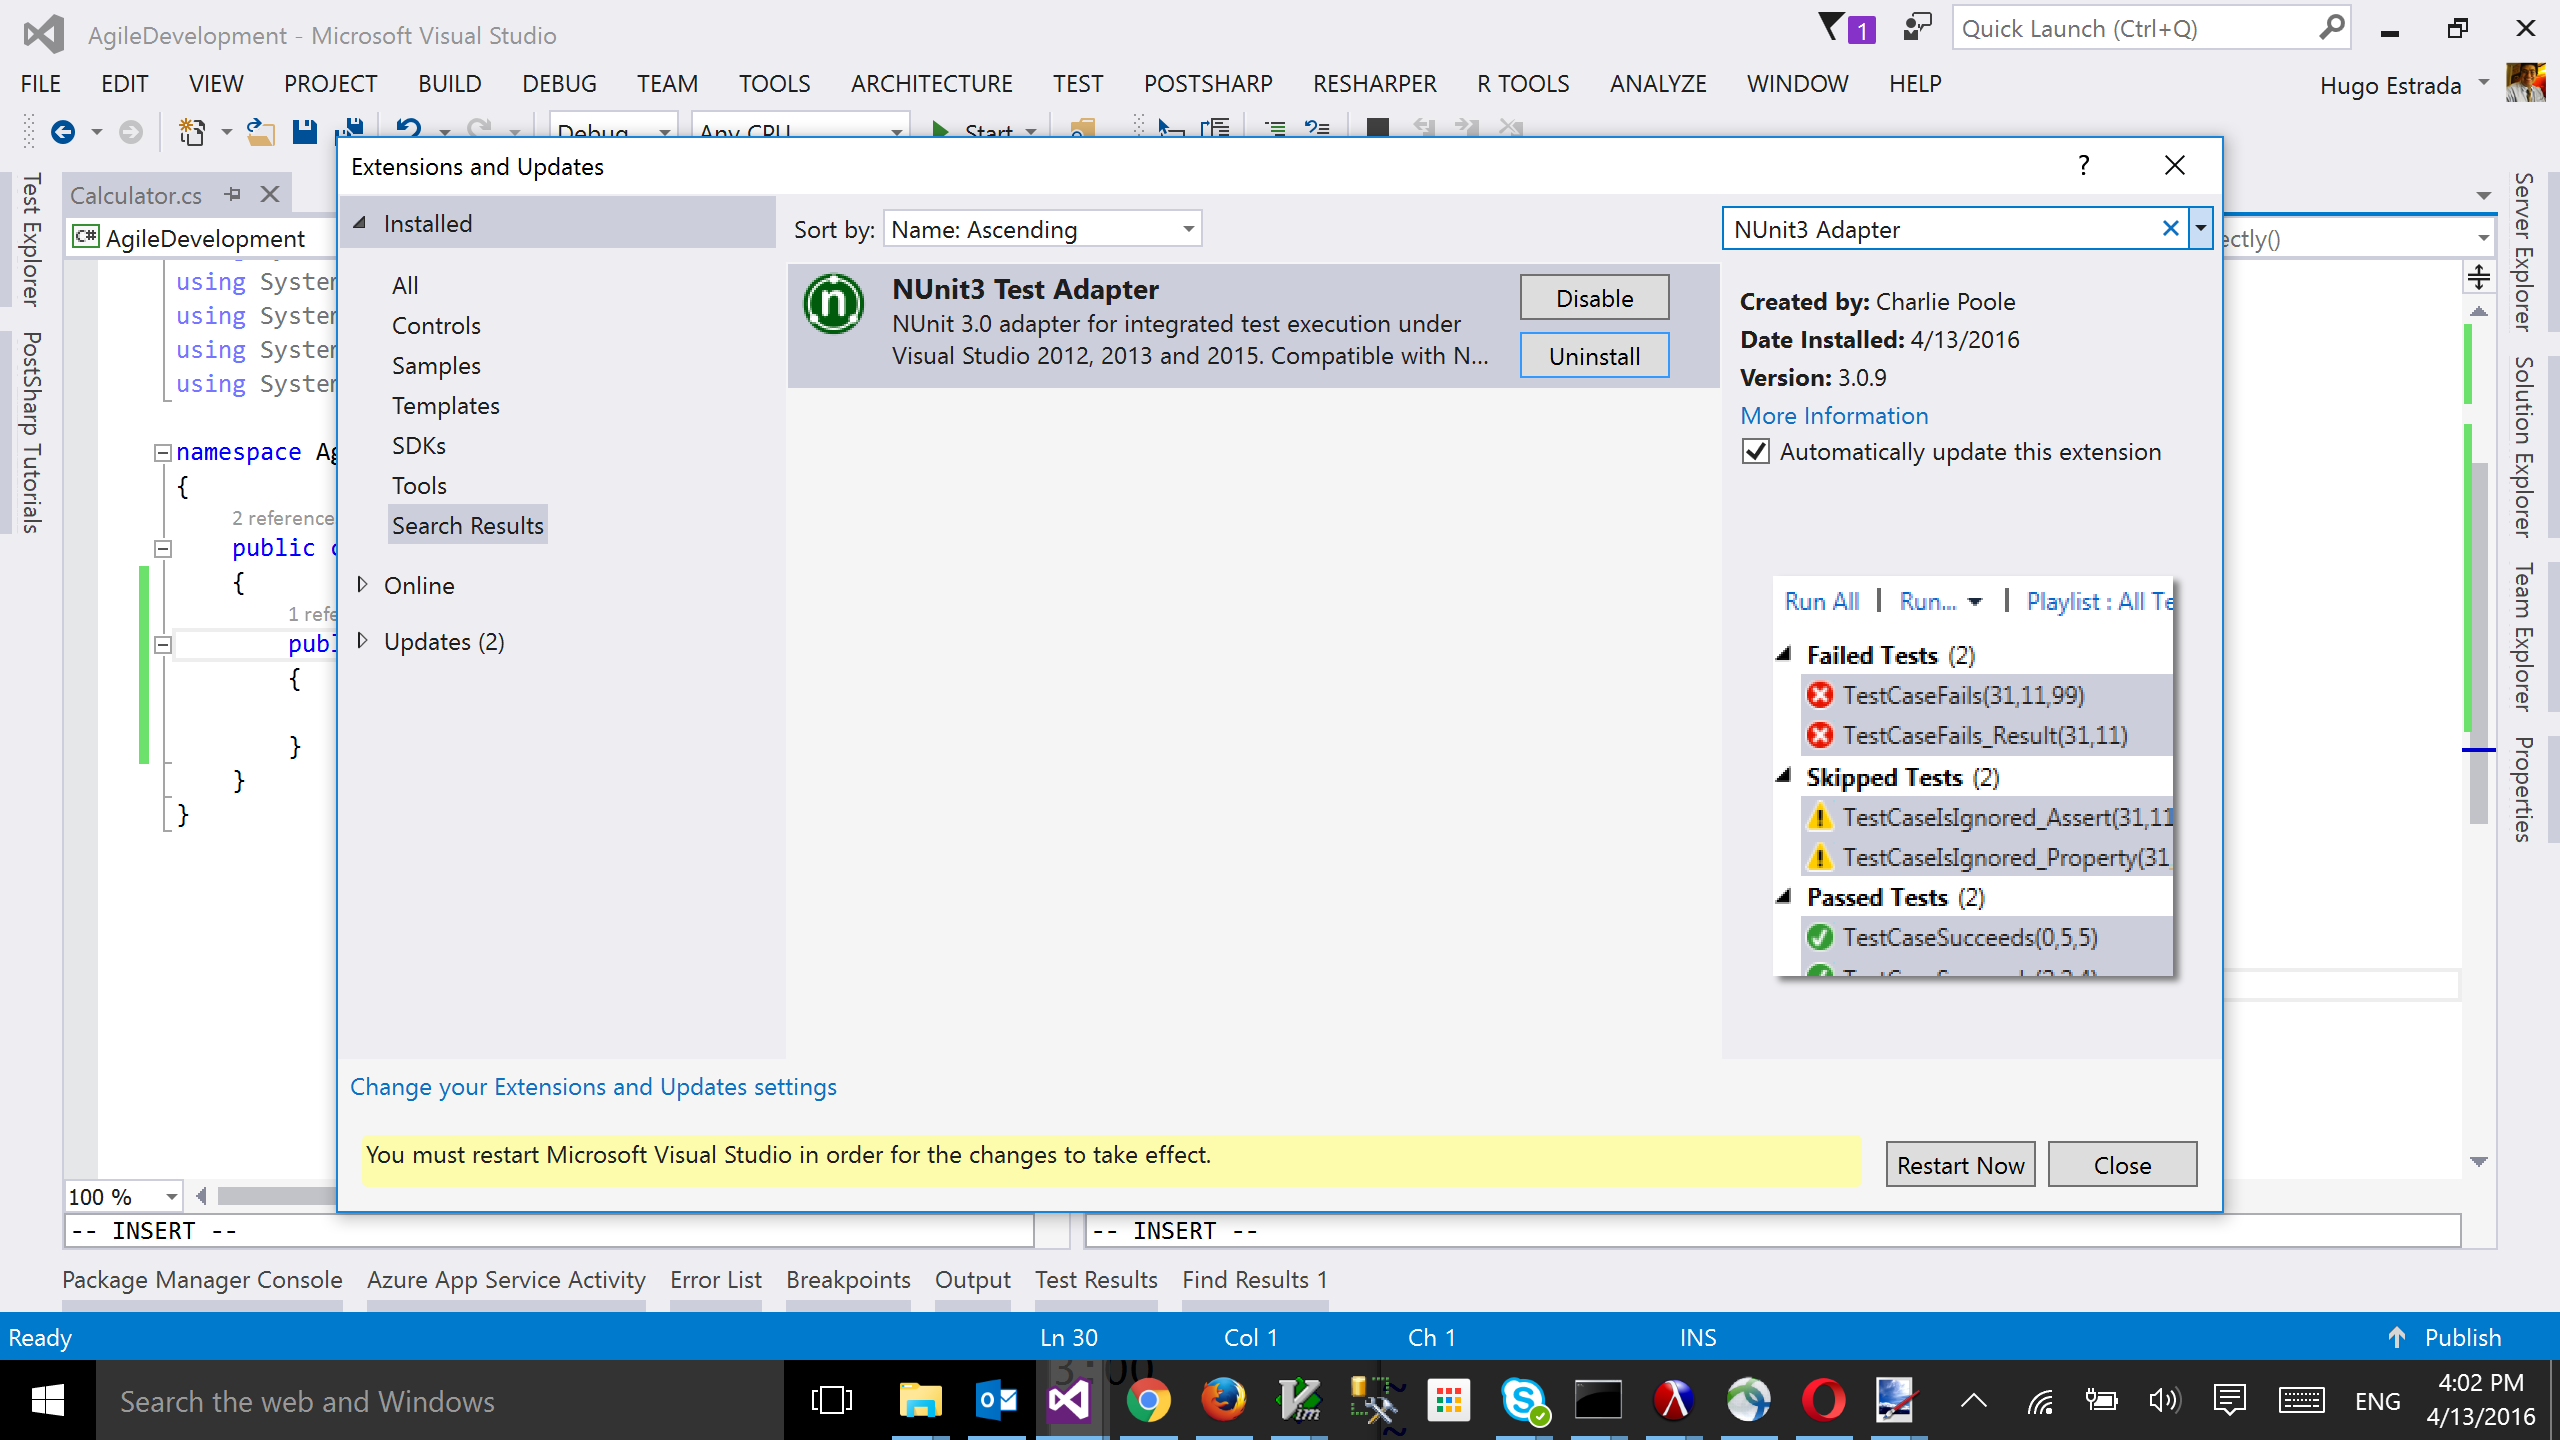 AgileDevelopment - Microsoft Visual Studio
1
Quick Launch (Ctrl+Q)
FILE EDIT VIEW PROJECT BUILD DEBUG TEAM TOOLS ARCHITECTURE TEST POSTSHARP RESHARPER R TOOLS ANALYZE WINDOW HELP
Hugo Estrada
Debug Any CPU Start
Test Explorer
PostSharp Tutorials
Calculator.cs
C# AgileDevelopment
using System
using System
using System
using System
namespace
{
2 reference
public
{
1 refe
publ
{
}
}
}
100 %
-- INSERT --
-- INSERT --
Extensions and Updates
?
Installed
All
Controls
Samples
Templates
SDKs
Tools
Search Results
Online
Updates (2)
Sort by: Name: Ascending
NUnit3 Test Adapter
NUnit 3.0 adapter for integrated test execution under
Visual Studio 2012, 2013 and 2015. Compatible with N...
Disable
Uninstall
NUnit3 Adapter
Created by: Charlie Poole
Date Installed: 4/13/2016
Version: 3.0.9
More Information
Automatically update this extension
Run All | Run... | Playlist : All Te
Failed Tests (2)
TestCaseFails(31,11,99)
TestCaseFails_Result(31,11)
Skipped Tests (2)
TestCaseIsIgnored_Assert(31,11
TestCaseIsIgnored_Property(31,
Passed Tests (2)
TestCaseSucceeds(0,5,5)
Change your Extensions and Updates settings
You must restart Microsoft Visual Studio in order for the changes to take effect.
Restart Now
Close
ectly()
Server Explorer
Solution Explorer
Team Explorer
Properties
Package Manager Console Azure App Service Activity Error List Breakpoints Output Test Results Find Results 1
Ready Ln 30 Col 1 Ch 1 INS Publish
Search the web and Windows
Vim
ENG
4:02 PM
4/13/2016